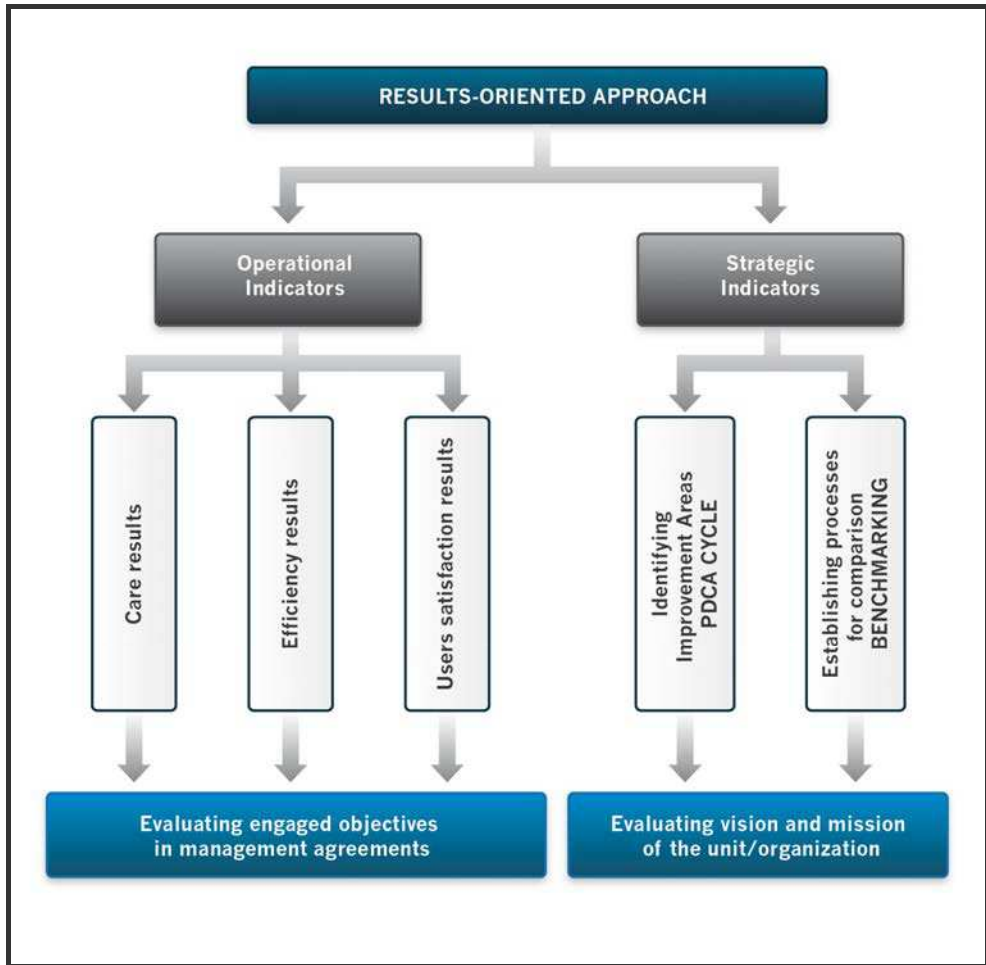 RESULTS-ORIENTED APPROACH
Operational
Indicators
Strategic
Indicators
Care results
Efficiency results
Users satisfaction results
Identifying
Improvement Areas
PDCA CYCLE
Establishing processes
for comparison
BENCHMARKING
Evaluating engaged objectives
in management agreements
Evaluating vision and mission
of the unit/organization